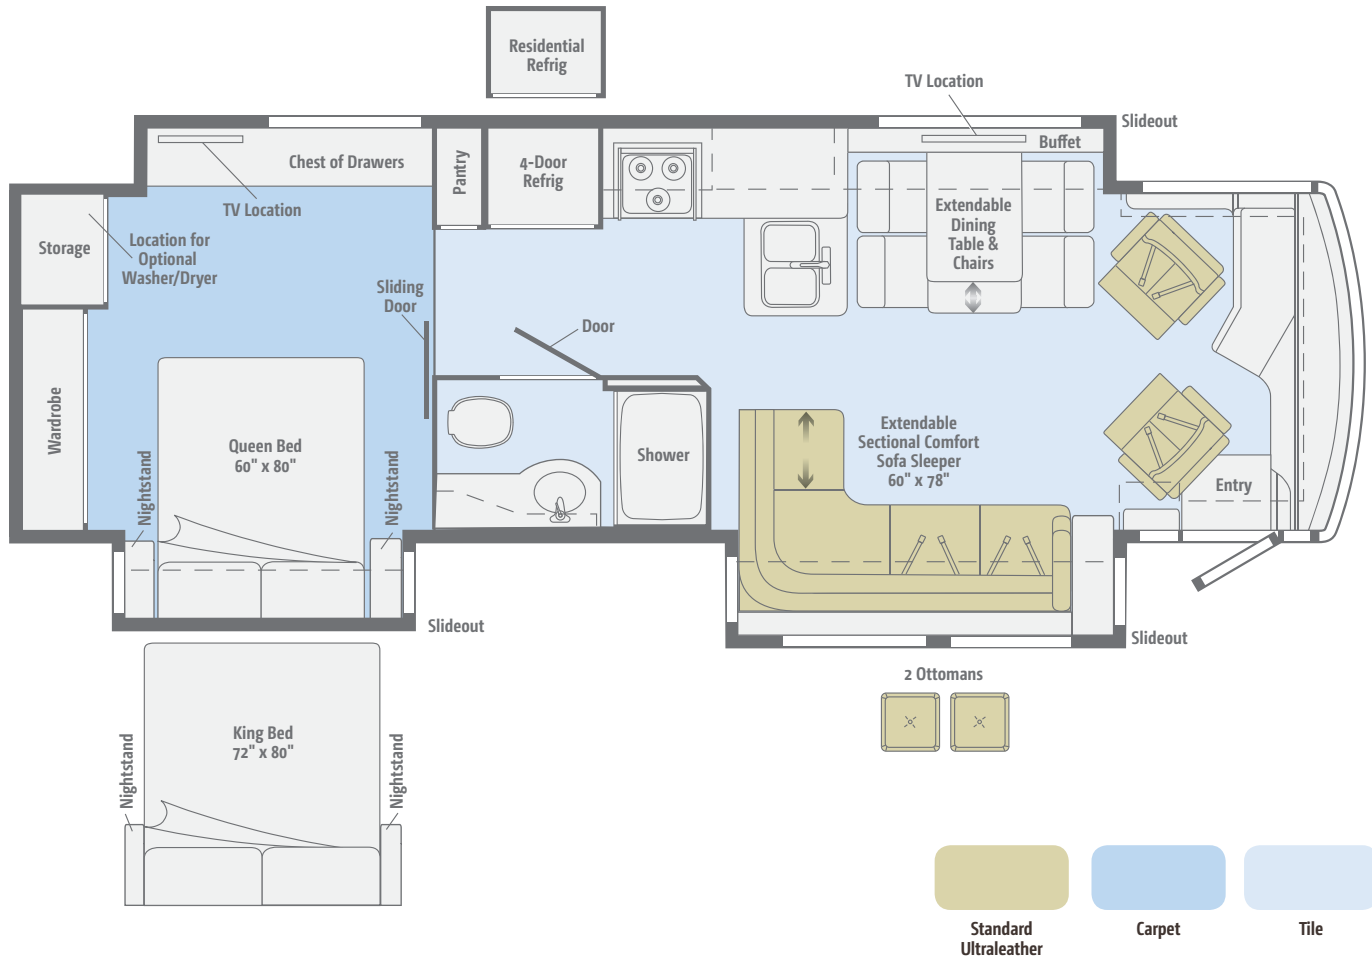 Residential
Refrig
TV Location
Slideout
Chest of Drawers
Pantry
4-Door
Refrig
Buffet
TV Location
Storage
Location for
Optional
Washer/Dryer
Extendable
Dining
Table &
Chairs
Sliding
Door
Door
Wardrobe
Queen Bed
60" x 80"
Nightstand
Nightstand
Shower
Extendable
Sectional Comfort
Sofa Sleeper
60" x 78"
Entry
Slideout
Slideout
2 Ottomans
King Bed
72" x 80"
Nightstand
Nightstand
Standard
Ultraleather
Carpet
Tile